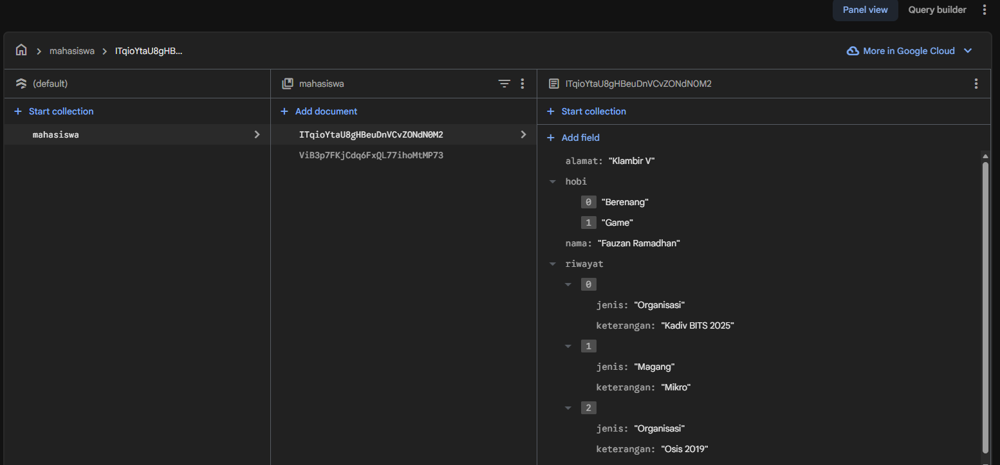 Panel view Query builder
mahasiswa ITqioYtaU8gHB...
More in Google Cloud
(default)
mahasiswa
ITqioYtaU8gHBeuDnVCvZONdN0M2
Start collection
Add document
Start collection
mahasiswa
ITqioYtaU8gHBeuDnVCvZONdN0M2
ViB3p7FKjCdq6FxQL77ihoMtMP73
Add field
alamat: "Klambir V"
hobi
0 "Berenang"
1 "Game"
nama: "Fauzan Ramadhan"
riwayat
0
jenis: "Organisasi"
keterangan: "Kadiv BITS 2025"
1
jenis: "Magang"
keterangan: "Mikro"
2
jenis: "Organisasi"
keterangan: "Osis 2019"